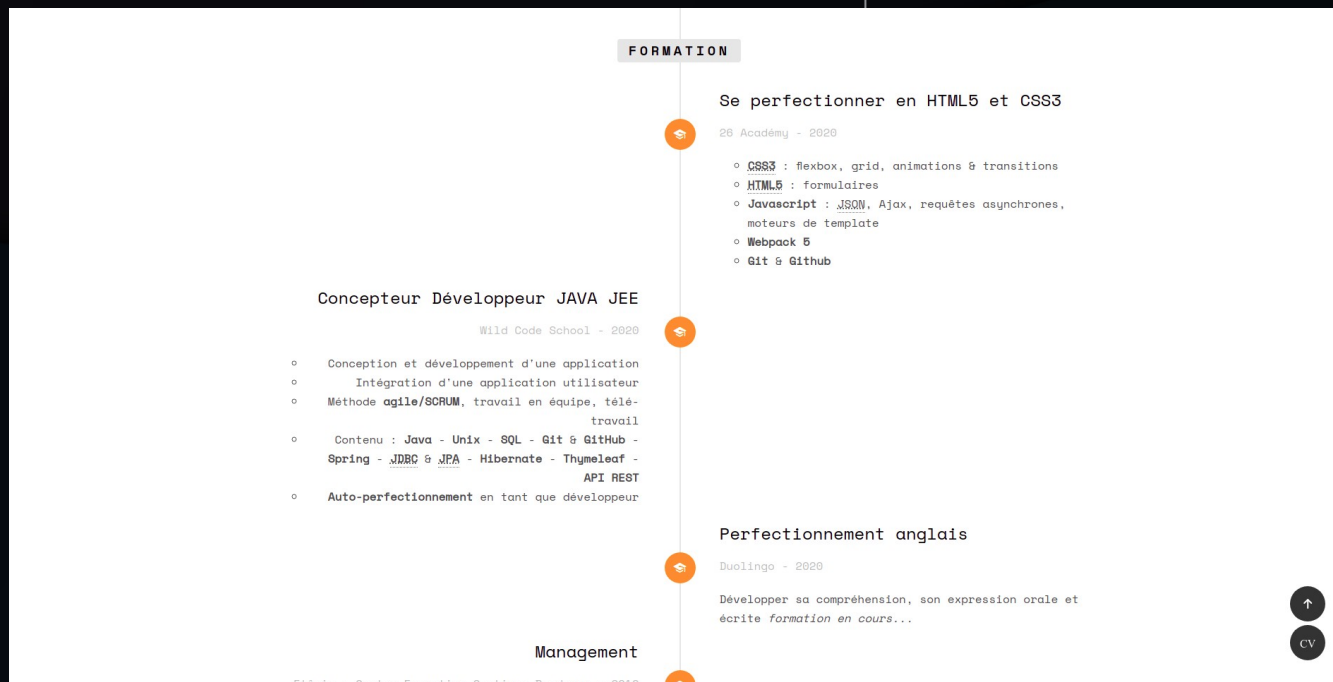 FORMATION
Se perfectionner en HTML5 et CSS3
26 Académy - 2020
CSS3 : flexbox, grid, animations & transitions
HTML5 : formulaires
Javascript : JSON, Ajax, requêtes asynchrones,
moteurs de template
Webpack 5
Git & Github
Concepteur Développeur JAVA JEE
Wild Code School - 2020
Conception et développement d'une application
Intégration d'une application utilisateur
Méthode agile/SCRUM, travail en équipe, télé-
travail
Contenu : Java - Unix - SQL - Git & GitHub -
Spring - JDBC & JPA - Hibernate - Thymeleaf -
API REST
Auto-perfectionnement en tant que développeur
Perfectionnement anglais
Duolingo - 2020
Développer sa compréhension, son expression orale et
écrite formation en cours...
CV
Management